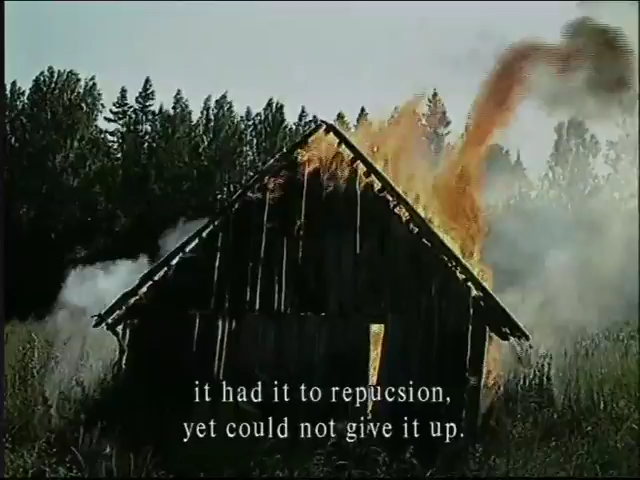 it had it to repucsion,
yet could not give it up.